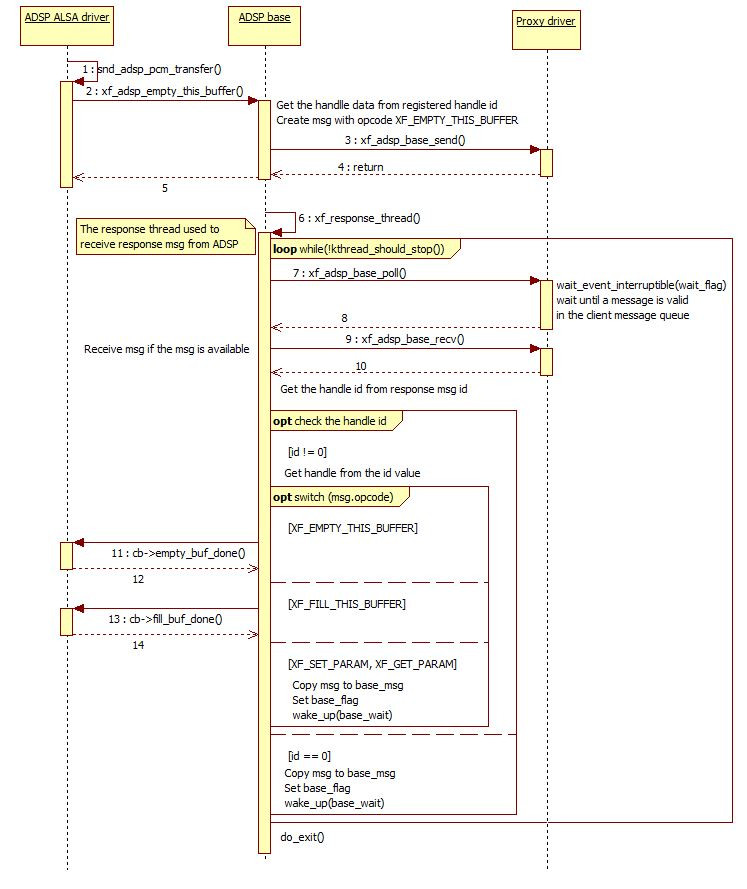 ADSP ALSA driver
ADSP base
Proxy driver
1 : snd_adsp_pcm_transfer()
2 : xf_adsp_empty_this_buffer()
Get the handlle data from registered handle id
Create msg with opcode XF_EMPTY_THIS_BUFFER
3 : xf_adsp_base_send()
4 : return
5
6 : xf_response_thread()
The response thread used to
receive response msg from ADSP
loop while(!kthread_should_stop())
7 : xf_adsp_base_poll()
wait_event_interruptible(wait_flag)
wait until a message is valid
in the client message queue
8
9 : xf_adsp_base_recv()
Receive msg if the msg is available
10
Get the handle id from response msg id
opt check the handle id
[id != 0]
Get handle from the id value
opt switch (msg.opcode)
[XF_EMPTY_THIS_BUFFER]
11 : cb->empty_buf_done()
12
[XF_FILL_THIS_BUFFER]
13 : cb->fill_buf_done()
14
[XF_SET_PARAM, XF_GET_PARAM]
Copy msg to base_msg
Set base_flag
wake_up(base_wait)
[id == 0]
Copy msg to base_msg
Set base_flag
wake_up(base_wait)
do_exit()